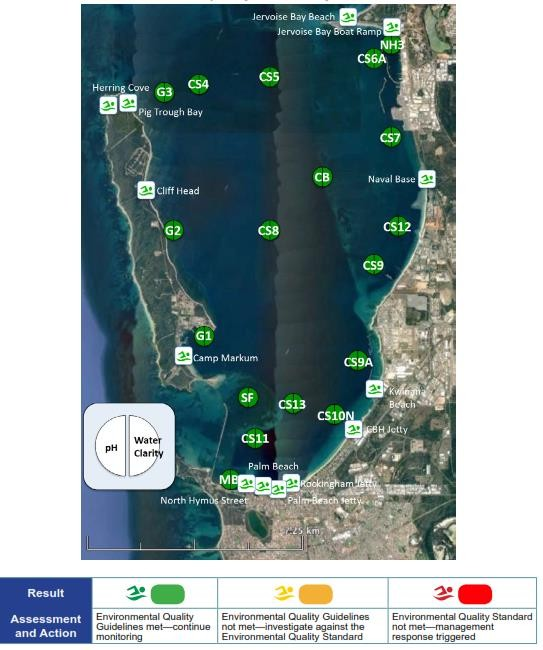 Jervoise Bay Beach
Jervoise Bay Boat Ramp
NH3
CS6A
CS5
CS4
G3
Herring Cove
Pig Trough Bay
CS7
CB
Naval Base
Cliff Head
G2
CS8
CS12
CS9
G1
Camp Markum
CS9A
Kwinana
Beach
SF
CS13
CS10N
CBH Jetty
CS11
pH
Water
Clarity
Palm Beach
MB
Rockingham Jetty
North Hymus Street
Palm Beach Jetty
7.25 km
Result
Assessment
and Action
Environmental Quality
Guidelines met—continue
monitoring
Environmental Quality Guidelines
not met—investigate against the
Environmental Quality Standard
Environmental Quality Standard
not met—management
response triggered